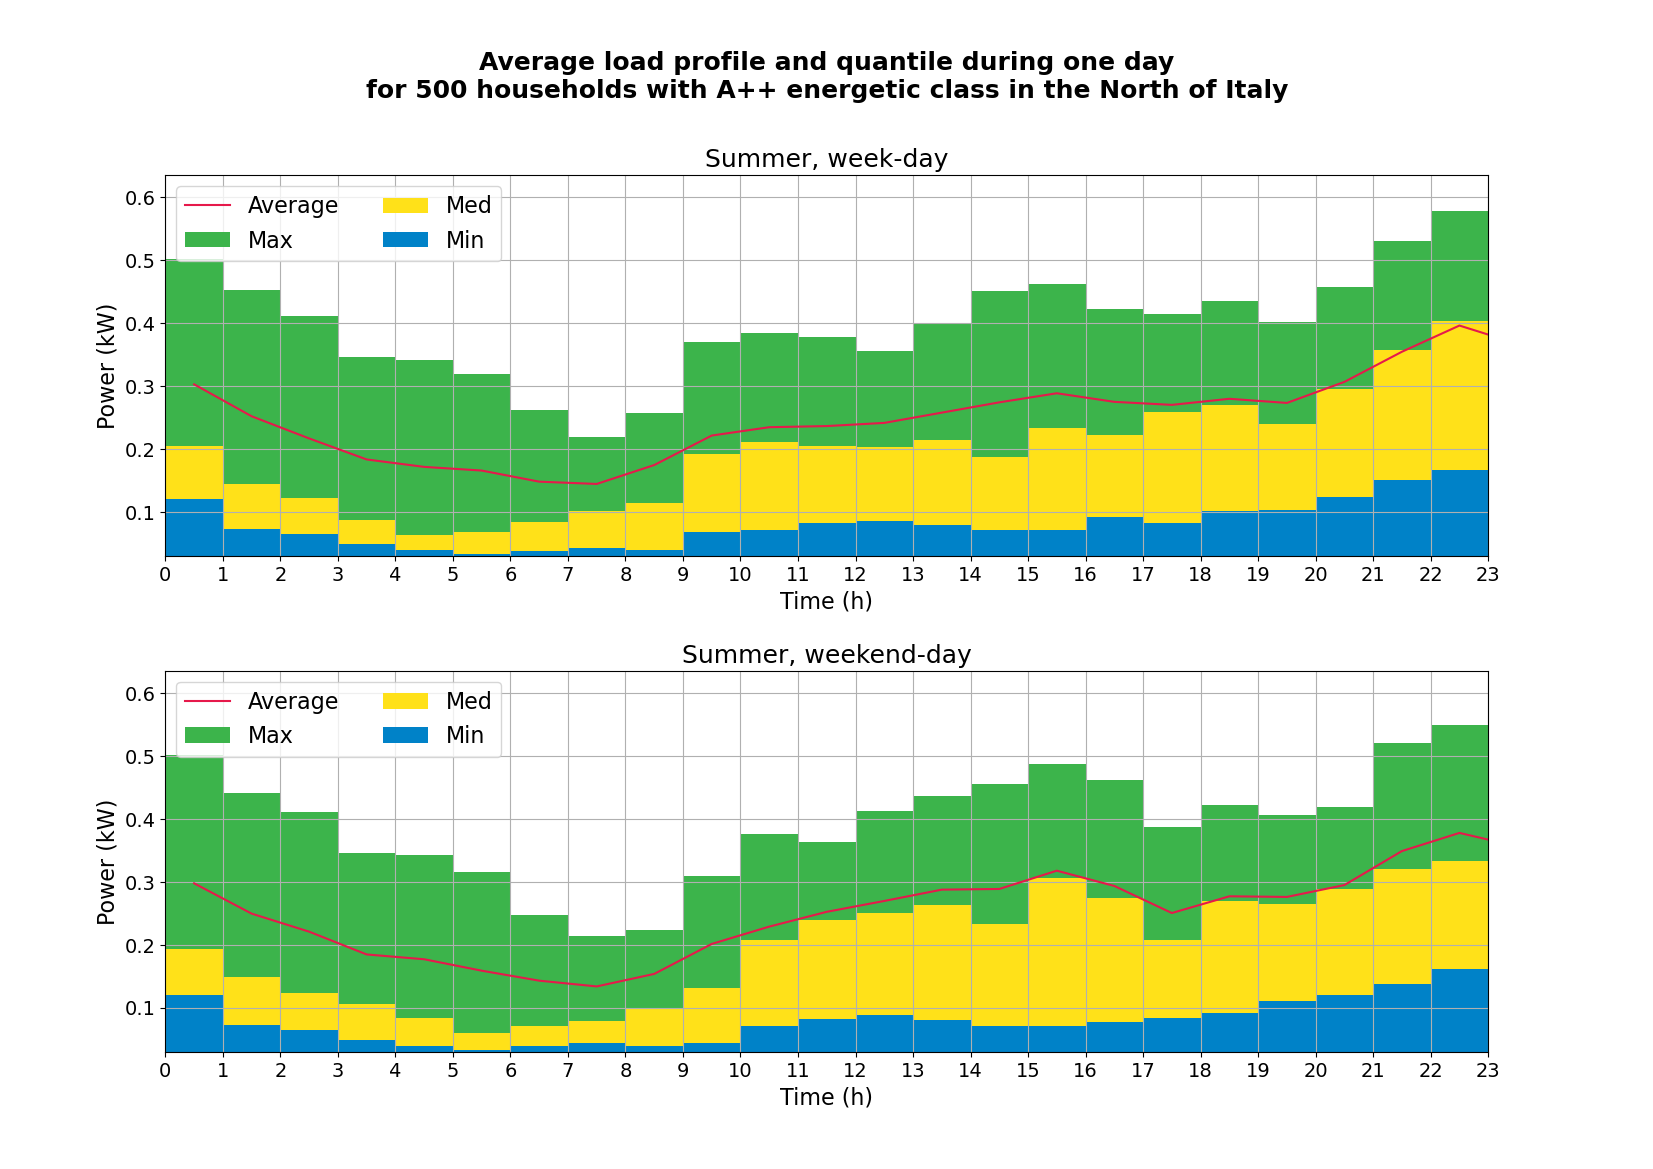 Average load profile and quantile during one day
for 500 households with A++ energetic class in the North of Italy
Summer, week-day
Average Med
Max Min
0.6
0.5
0.4
0.3
0.2
0.1
Power (kW)
0 1 2 3 4 5 6 7 8 9 10 11 12 13 14 15 16 17 18 19 20 21 22 23
Time (h)
Summer, weekend-day
Average Med
Max Min
0.6
0.5
0.4
0.3
0.2
0.1
Power (kW)
0 1 2 3 4 5 6 7 8 9 10 11 12 13 14 15 16 17 18 19 20 21 22 23
Time (h)